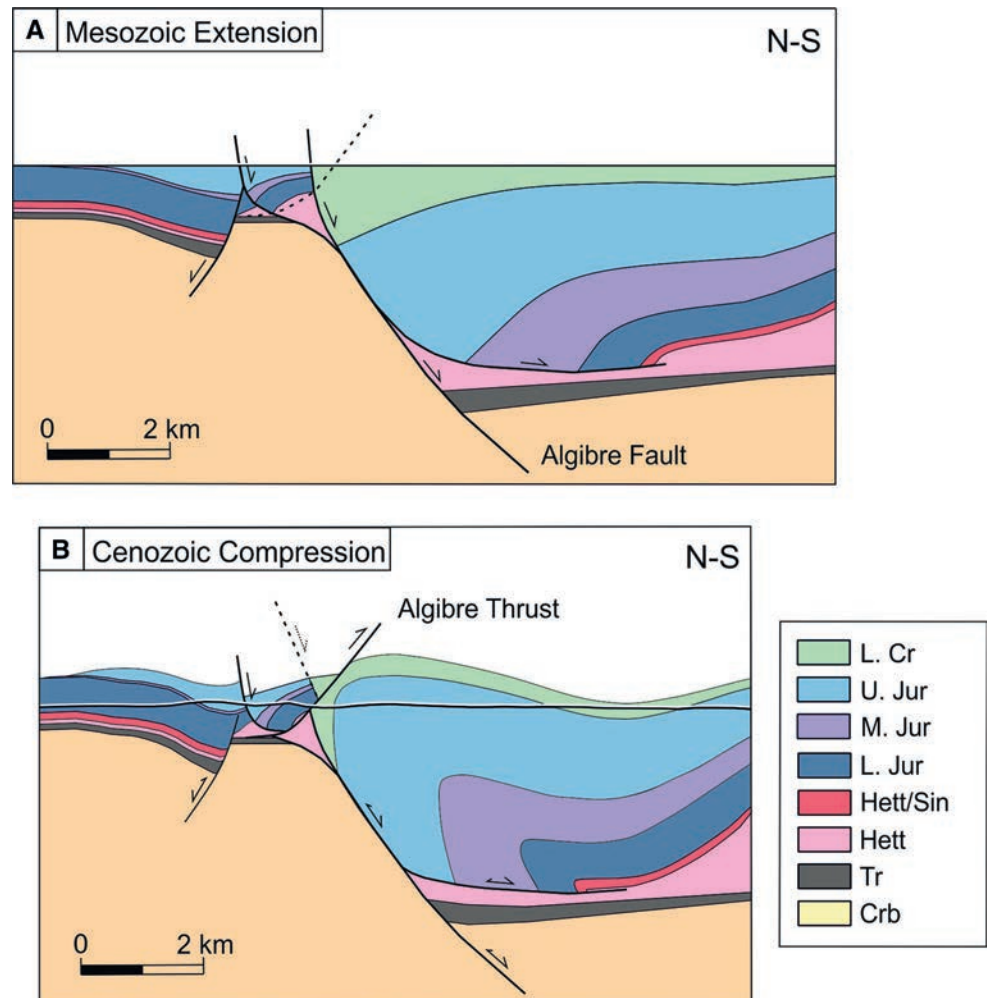 A Mesozoic Extension
N-S
0 2 km
Algibre Fault
B Cenozoic Compression
N-S
Algibre Thrust
0 2 km
L. Cr
U. Jur
M. Jur
L. Jur
Hett/Sin
Hett
Tr
Crb